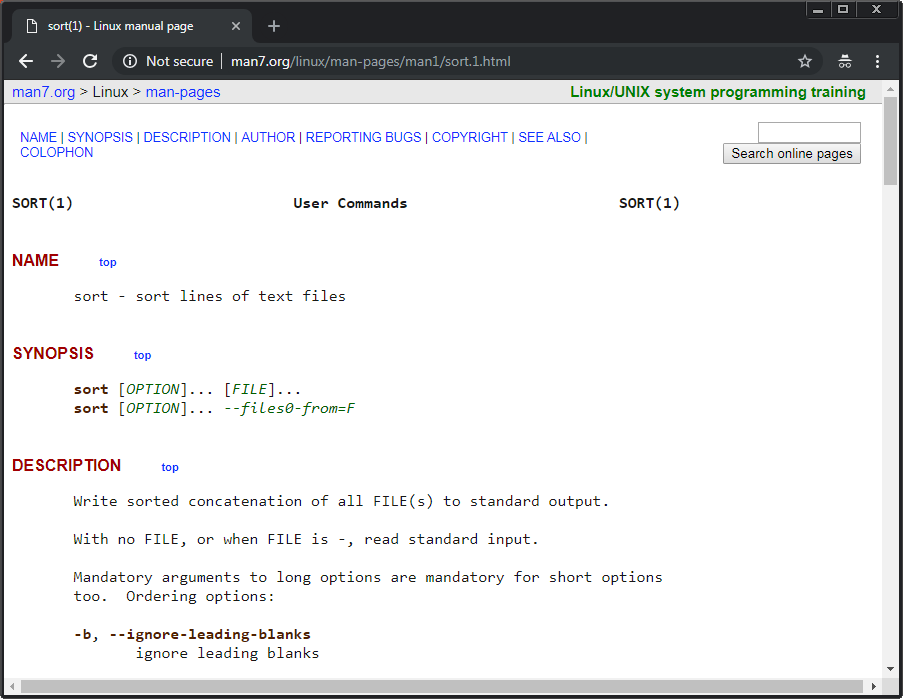 sort(1) - Linux manual page
Not secure | man7.org/linux/man-pages/man1/sort.1.html
man7.org > Linux > man-pages Linux/UNIX system programming training
NAME | SYNOPSIS | DESCRIPTION | AUTHOR | REPORTING BUGS | COPYRIGHT | SEE ALSO |
COLOPHON
Search online pages
SORT(1) User Commands SORT(1)
NAME top
sort - sort lines of text files
SYNOPSIS top
sort [OPTION]... [FILE]...
sort [OPTION]... --files0-from=F
DESCRIPTION top
Write sorted concatenation of all FILE(s) to standard output.
With no FILE, or when FILE is -, read standard input.
Mandatory arguments to long options are mandatory for short options
too. Ordering options:
-b, --ignore-leading-blanks
ignore leading blanks